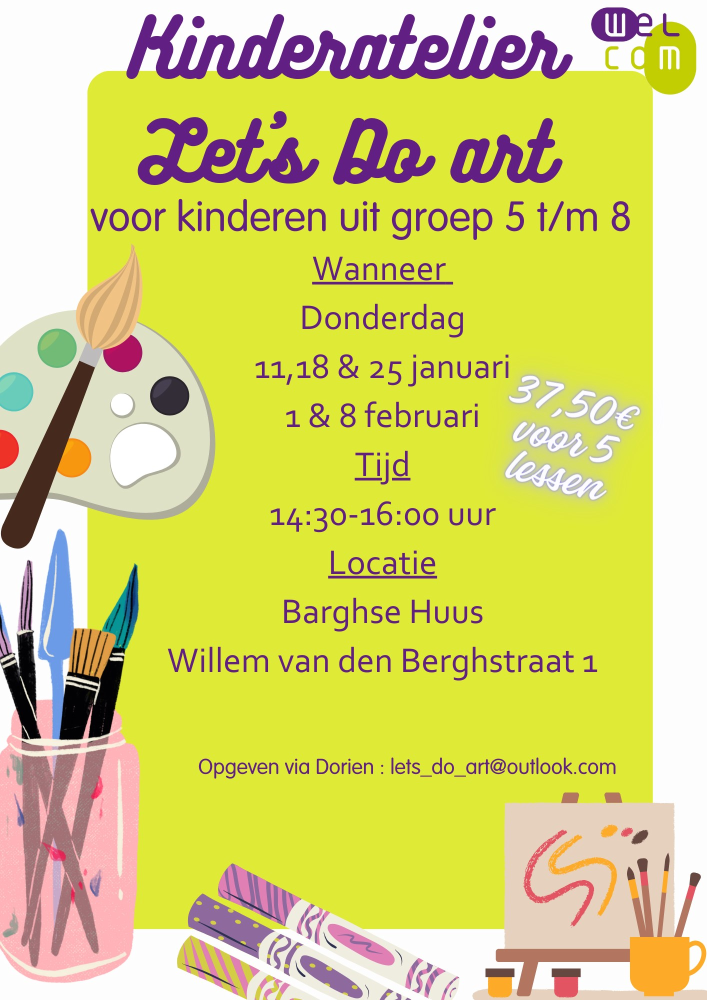 Kinderatelier
wel
com
Let's Do art
voor kinderen uit groep 5 t/m 8
Wanneer
Donderdag
11,18 & 25 januari
1 & 8 februari
37,50€
voor 5
lessen
Tijd
14:30-16:00 uur
Locatie
Barghse Huus
Willem van den Berghstraat 1
Opgeven via Dorien : lets_do_art@outlook.com